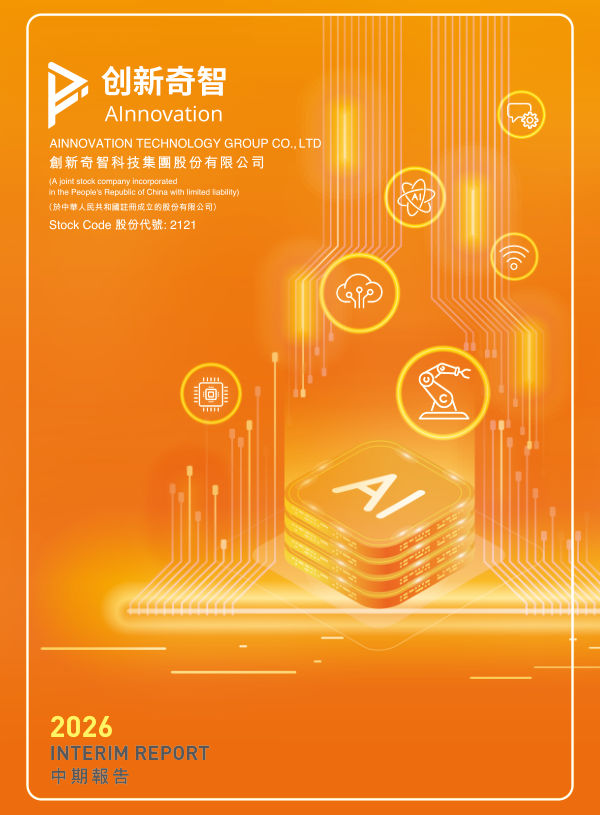 创新奇智
AInnovation
AINNOVATION TECHNOLOGY GROUP CO., LTD
創新奇智科技集團股份有限公司
(A joint stock company incorporated
in the People's Republic of China with limited liability)
（於中華人民共和國註冊成立的股份有限公司）
Stock Code 股份代號: 2121
AI
AI
2026
INTERIM REPORT
中期報告